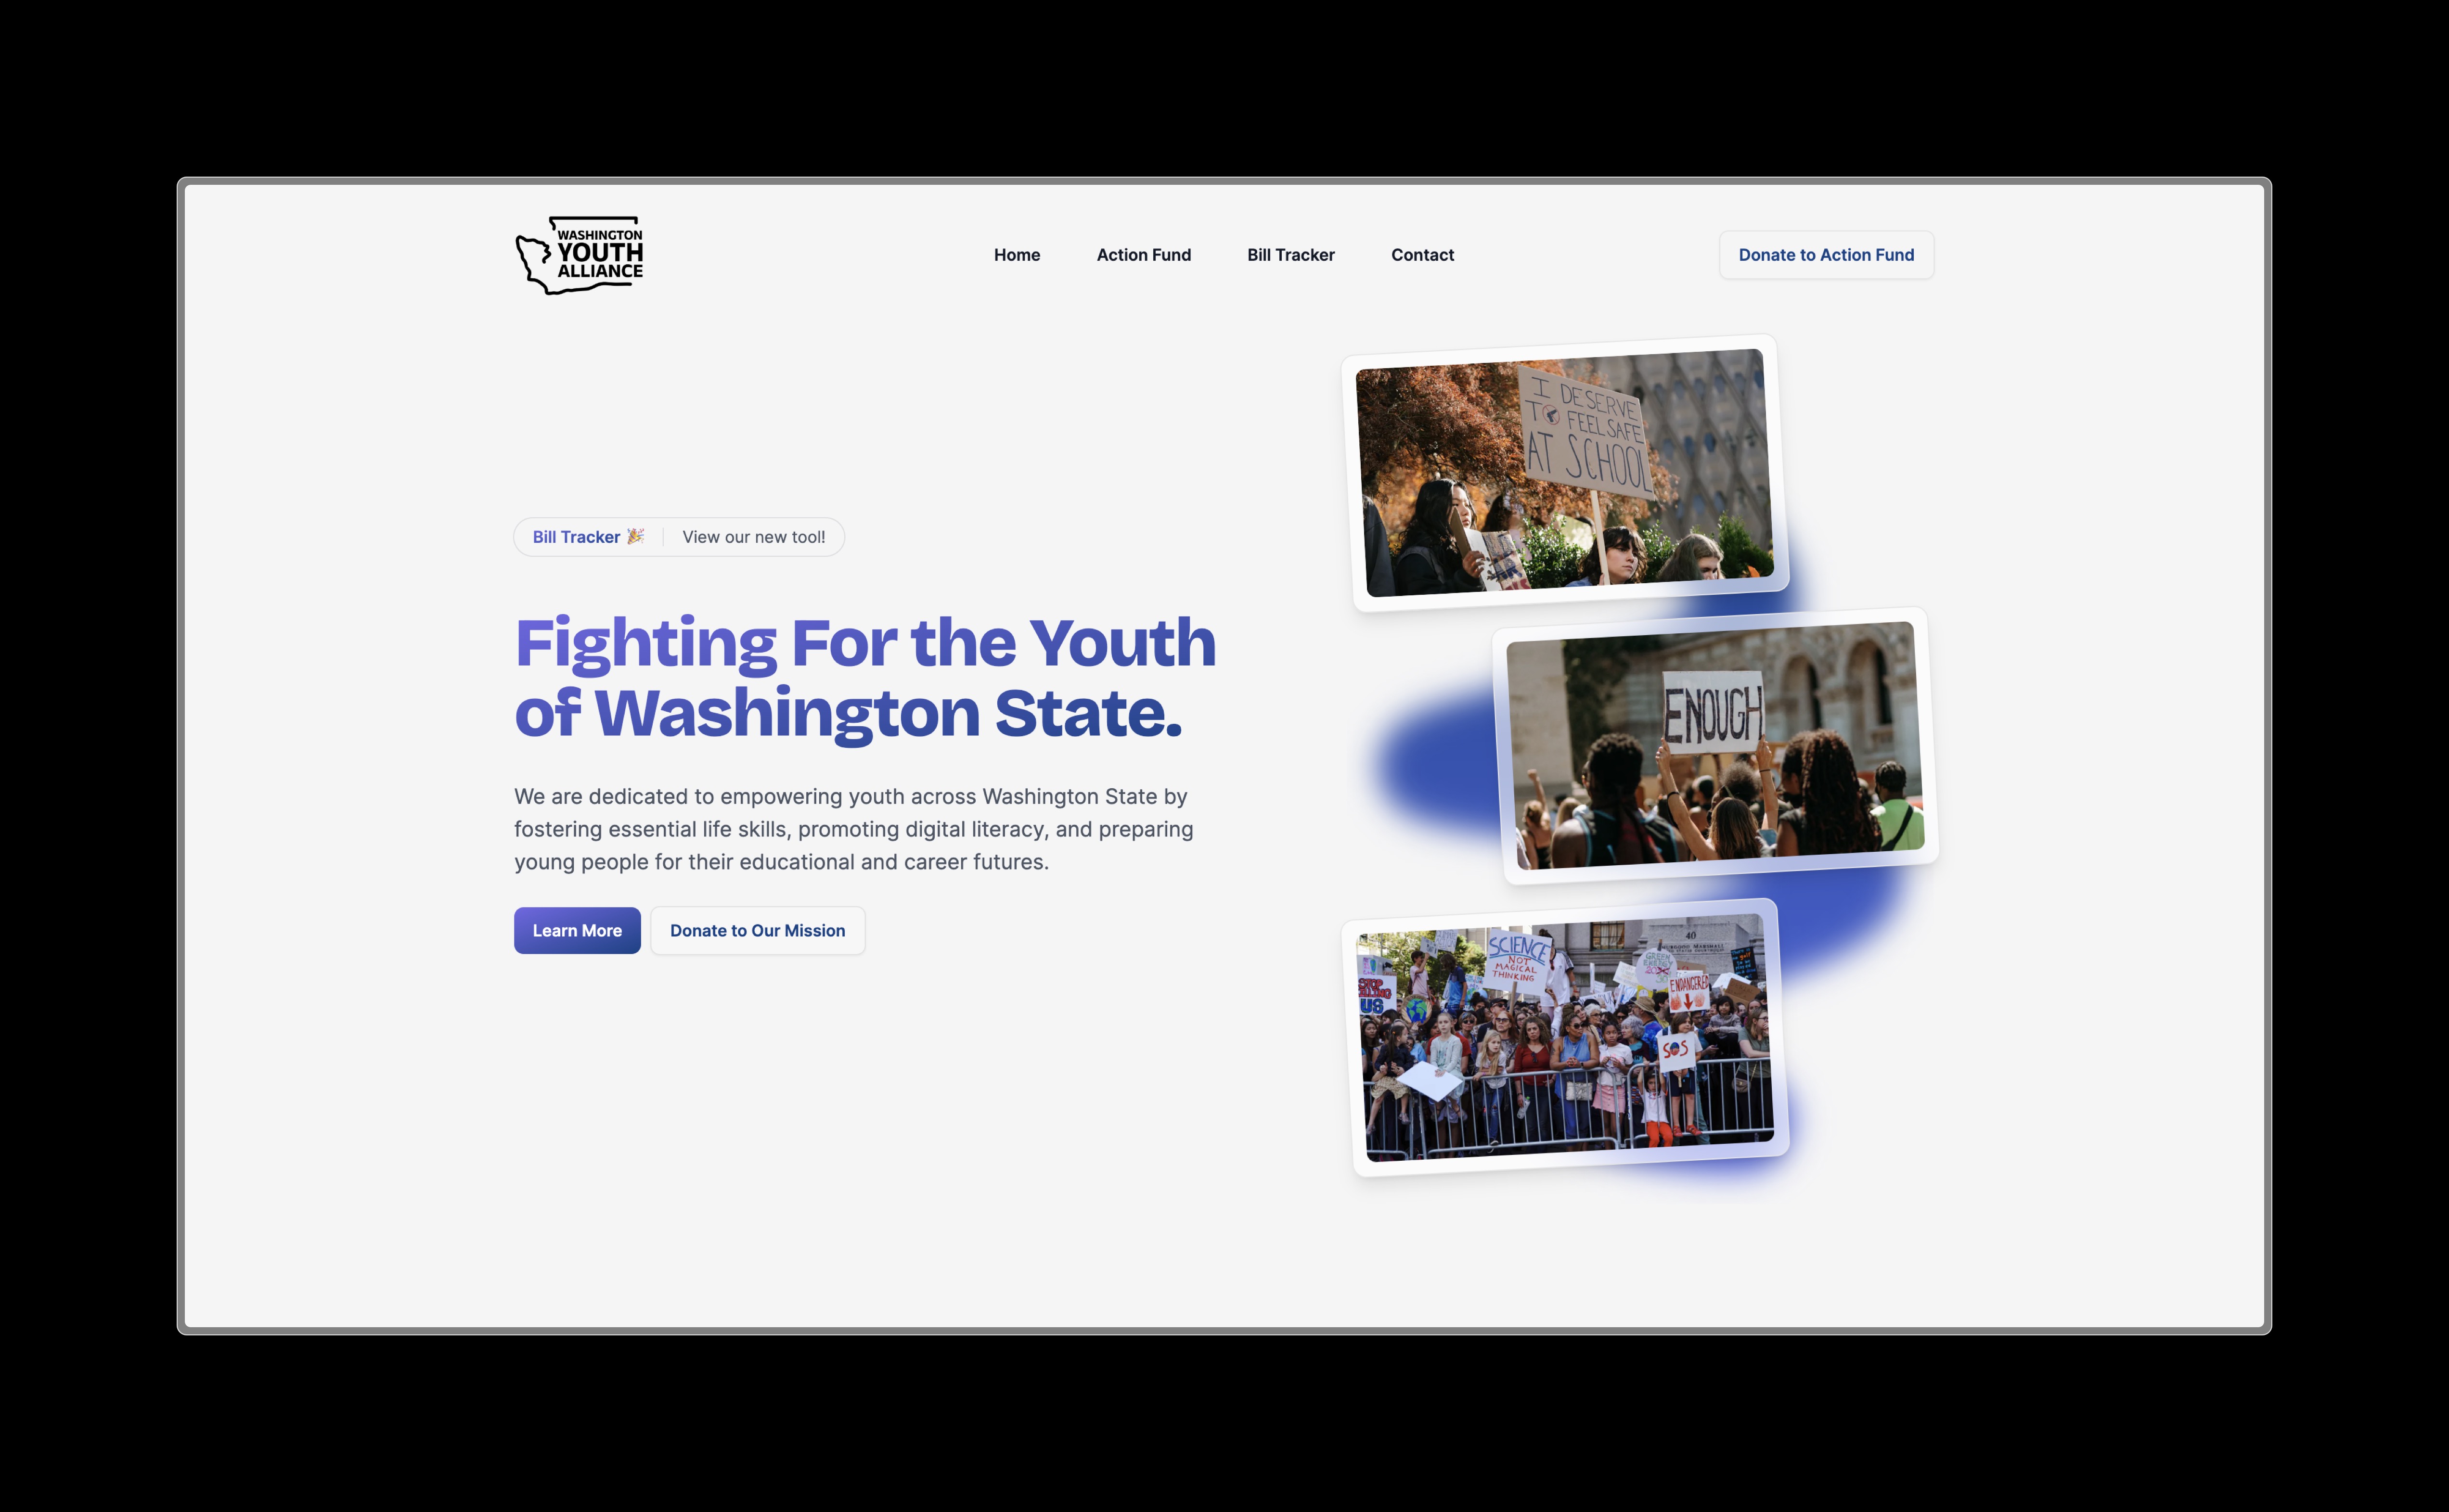 WASHINGTON
YOUTH
ALLIANCE
Home
Action Fund
Bill Tracker
Contact
Donate to Action Fund
Bill Tracker 🎉 View our new tool!
Fighting For the Youth
of Washington State.
We are dedicated to empowering youth across Washington State by
fostering essential life skills, promoting digital literacy, and preparing
young people for their educational and career futures.
Learn More
Donate to Our Mission
I DESERVE
TO FEEL SAFE
AT SCHOOL
ENOUGH
SCIENCE
NOT
MAGICAL
THINKING
40
GREEN
ENERGY
ENDANGERED
US
SOS